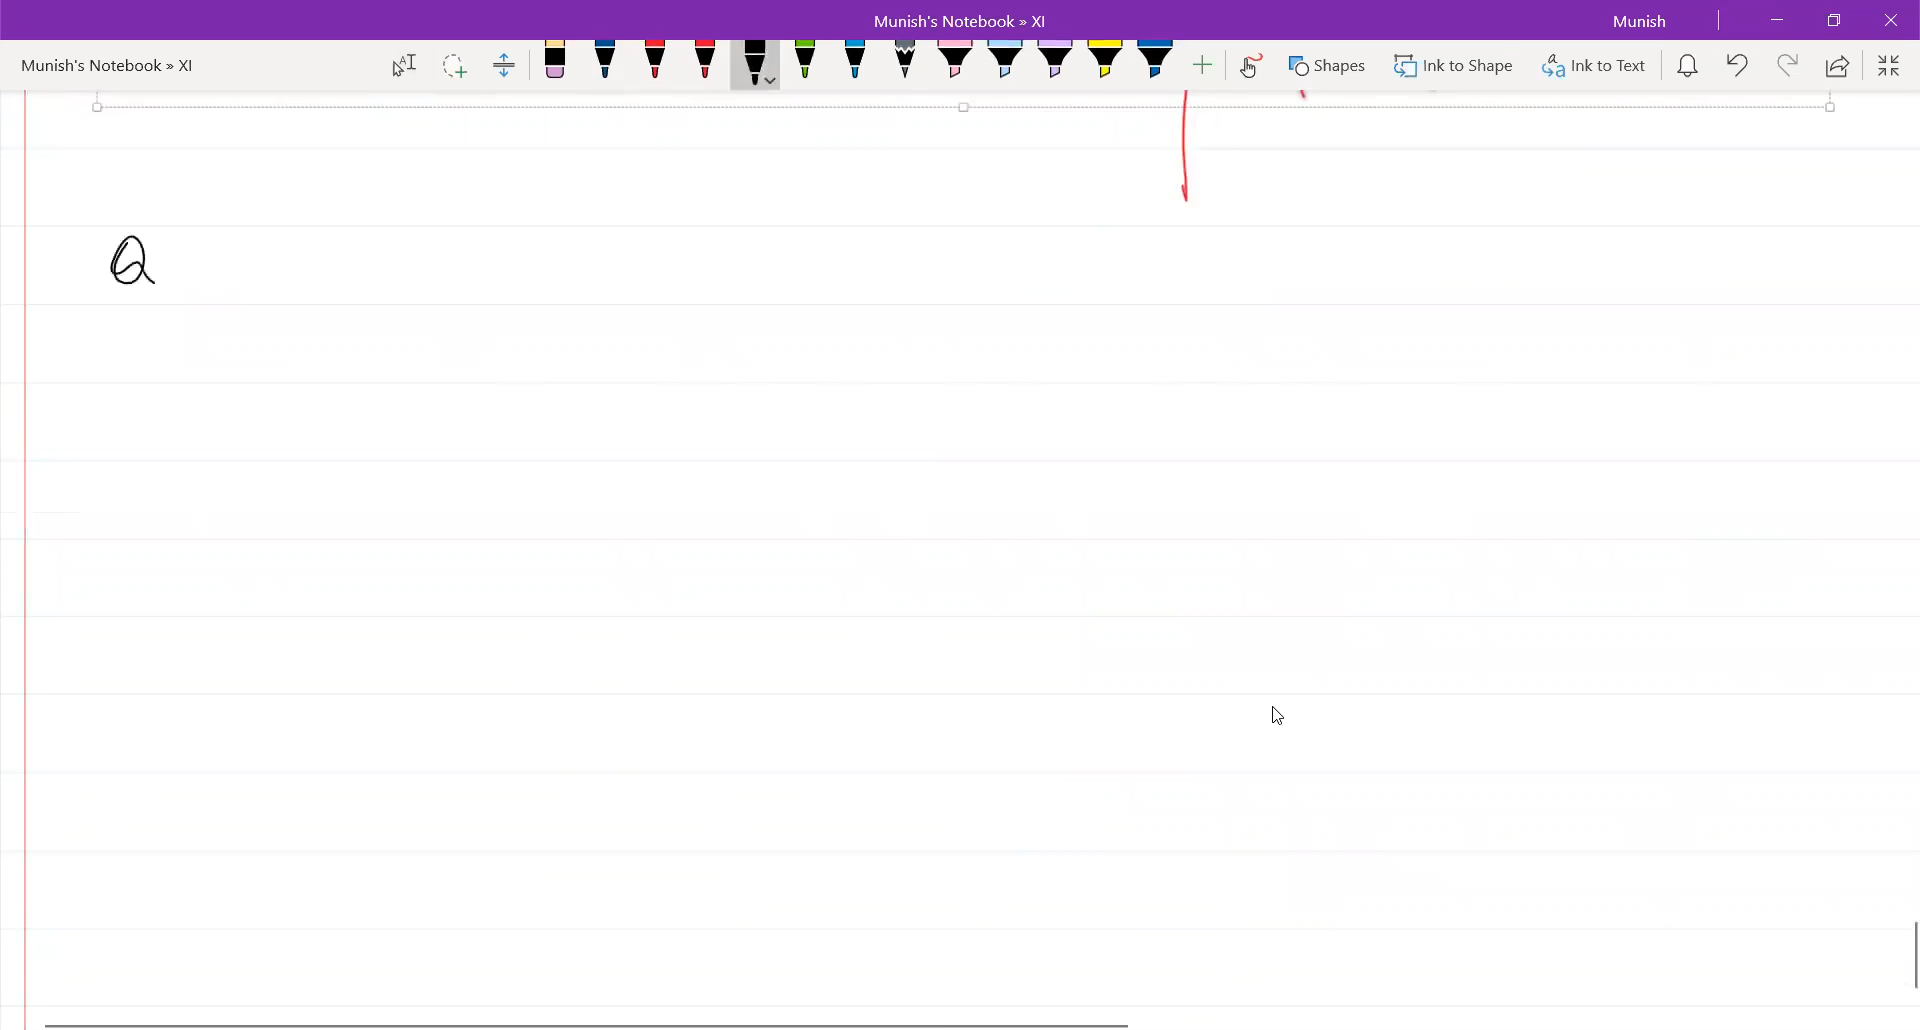 Munish's Notebook » XI
Munish
Munish's Notebook » XI
Shapes
Ink to Shape
Ink to Text
Q